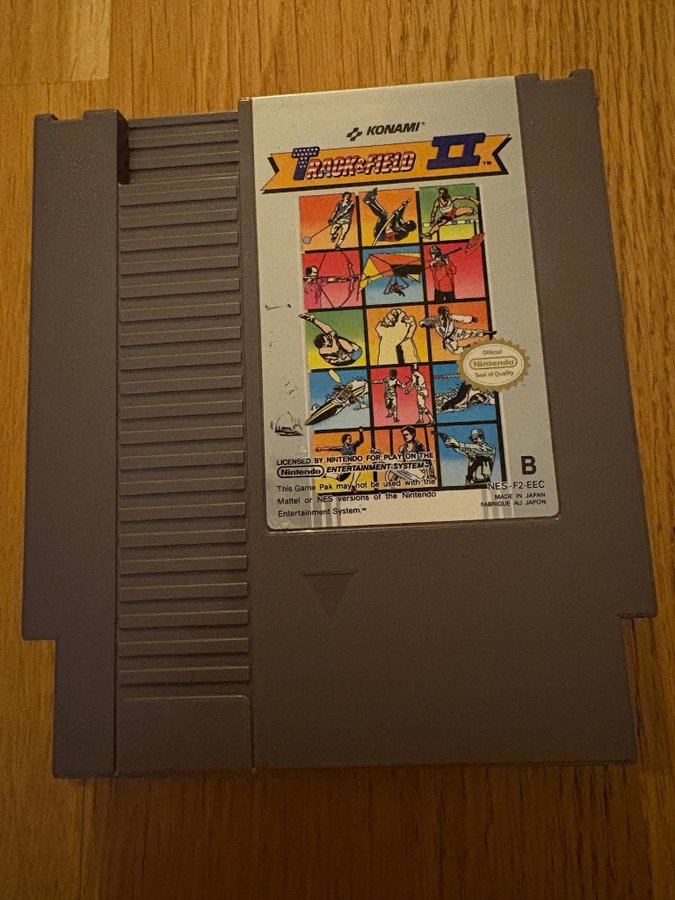 KONAMI®
TRACK & FIELD II™
Official
Nintendo
Seal of Quality
LICENSED BY NINTENDO FOR PLAY ON THE
Nintendo ENTERTAINMENT SYSTEM™
This Game Pak may not be used with the
Mattel or NES versions of the Nintendo
Entertainment System.™
B
NES-F2-EEC
MADE IN JAPAN
FABRIQUE AU JAPON